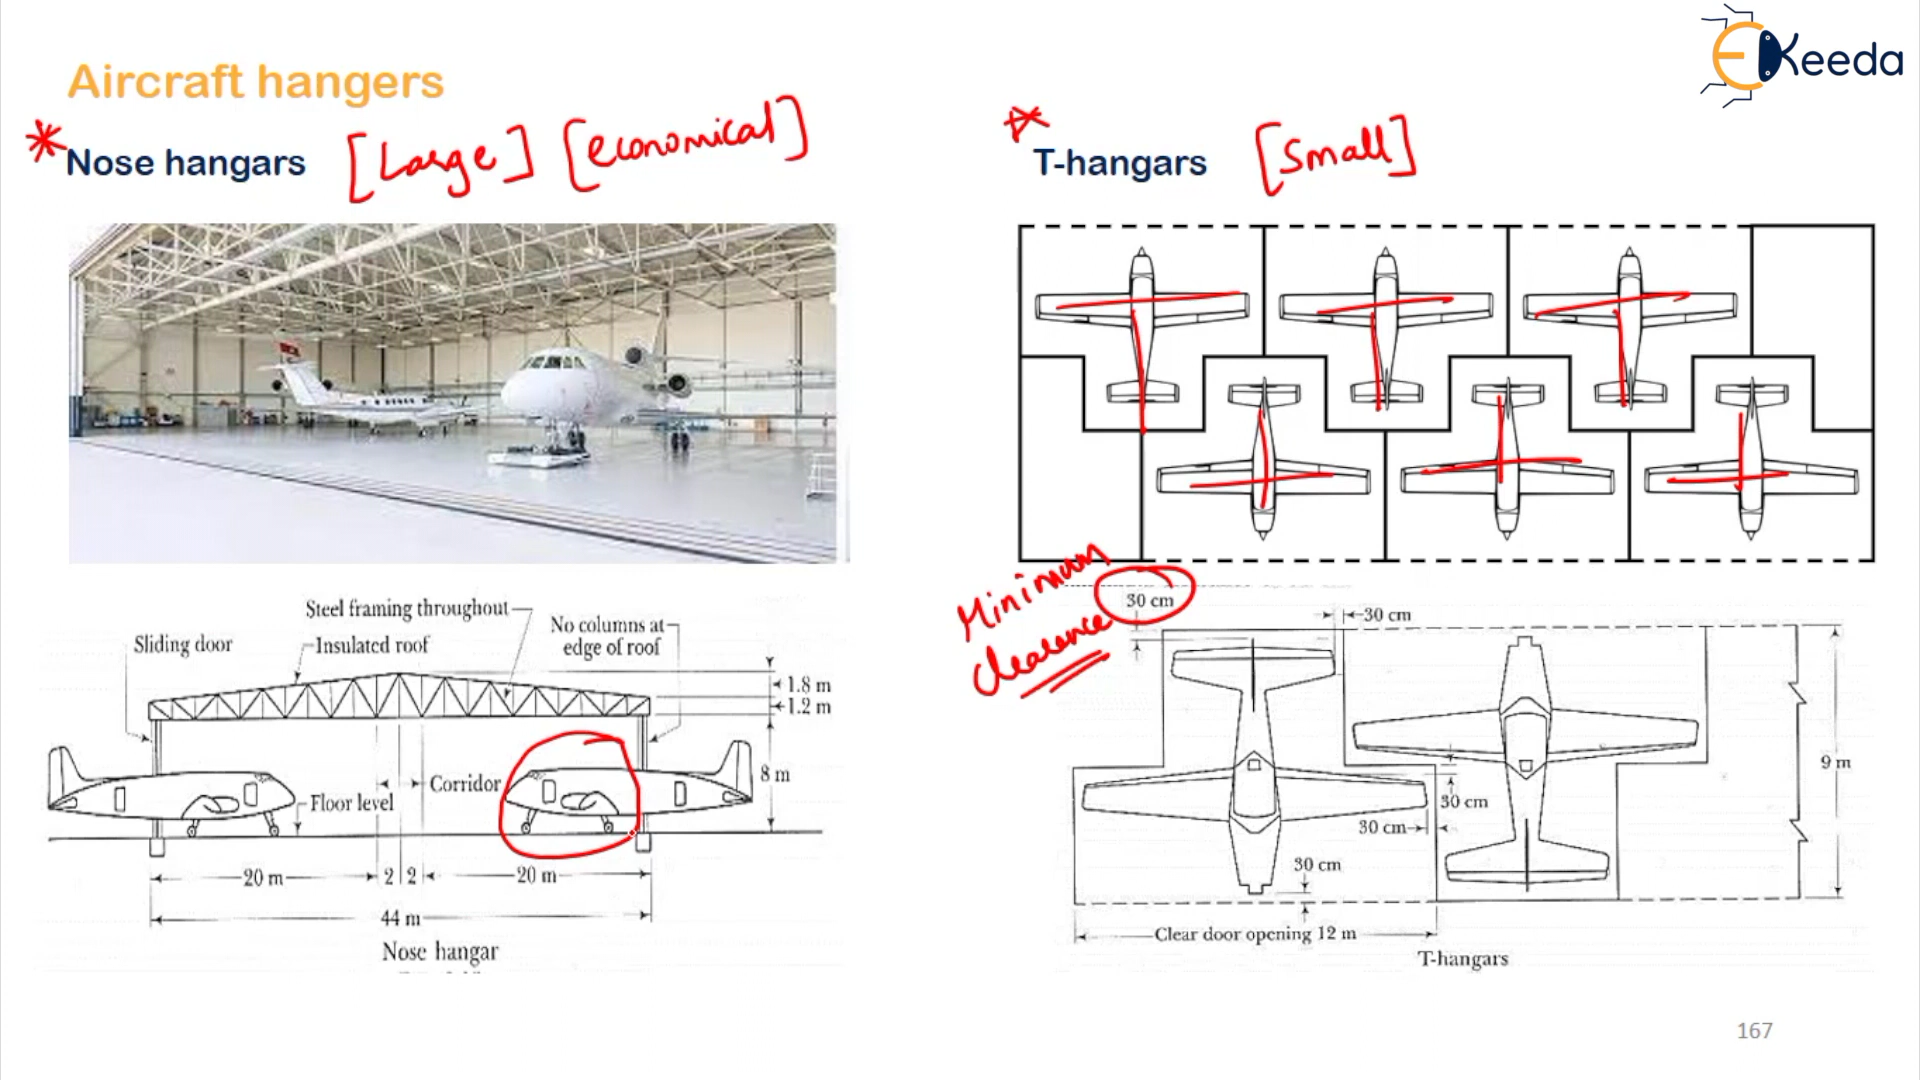 Keeda
Aircraft hangers
Nose hangars [Large] [economical]
T-hangars [Small]
Steel framing throughout
Sliding door
Insulated roof
No columns at
edge of roof
1.8 m
1.2 m
8 m
Corridor
Floor level
20 m
2 2
20 m
44 m
Nose hangar
Minimum
clearance
30 cm
30 cm
9 m
30 cm
30 cm
30 cm
Clear door opening 12 m
T-hangars
167